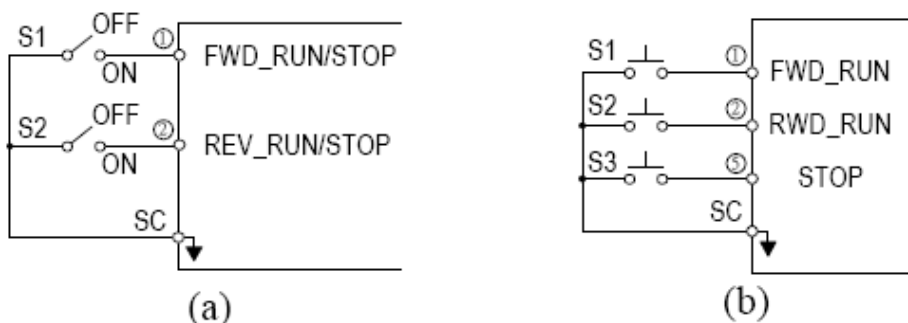 OFF
S1 ① FWD_RUN/STOP
ON
OFF
S2 ② REV_RUN/STOP
ON
SC
(a)
S1 ① FWD_RUN
S2 ② RWD_RUN
S3 ⑤ STOP
SC
(b)